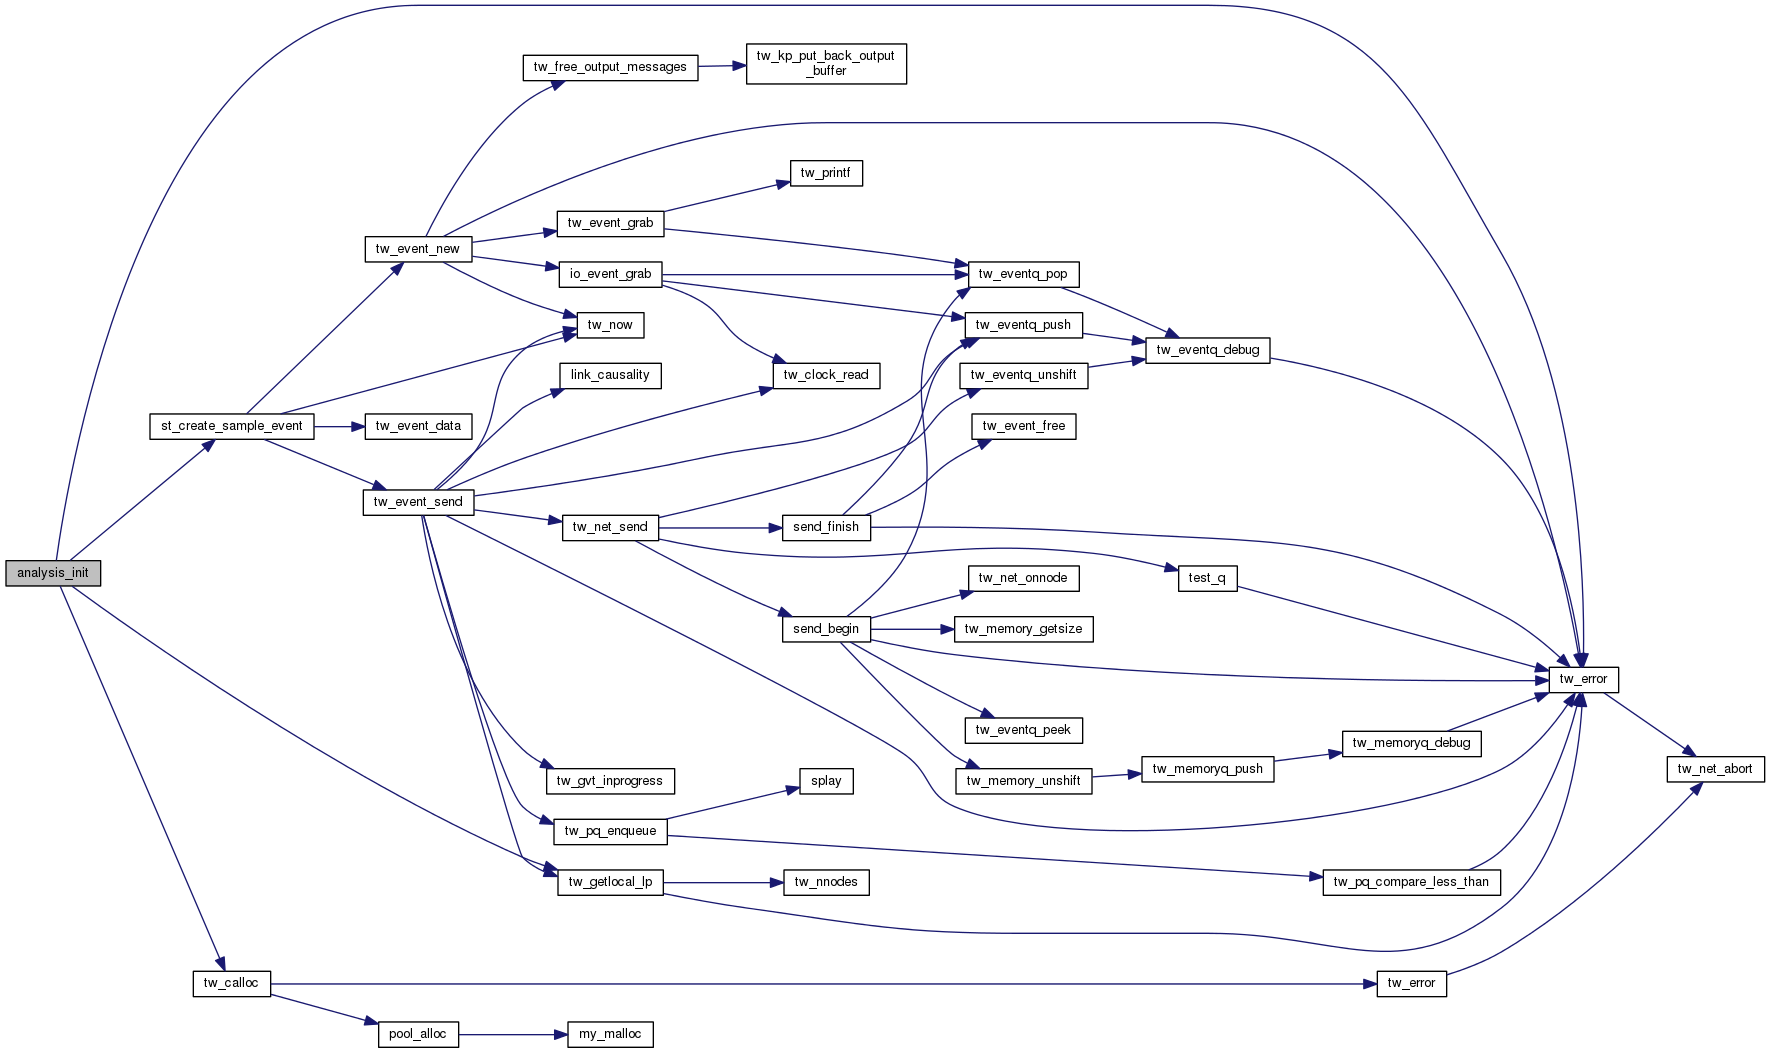 tw_free_output_messages
tw_kp_put_back_output
_buffer
tw_printf
tw_event_grab
tw_event_new
io_event_grab
tw_eventq_pop
tw_now
tw_eventq_push
tw_eventq_debug
link_causality
tw_clock_read
tw_eventq_unshift
st_create_sample_event
tw_event_data
tw_event_free
tw_event_send
tw_net_send
send_finish
analysis_init
tw_net_onnode
test_q
send_begin
tw_memory_getsize
tw_error
tw_eventq_peek
tw_memoryq_debug
tw_gvt_inprogress
splay
tw_memory_unshift
tw_memoryq_push
tw_net_abort
tw_pq_enqueue
tw_getlocal_lp
tw_nnodes
tw_pq_compare_less_than
tw_calloc
tw_error
pool_alloc
my_malloc